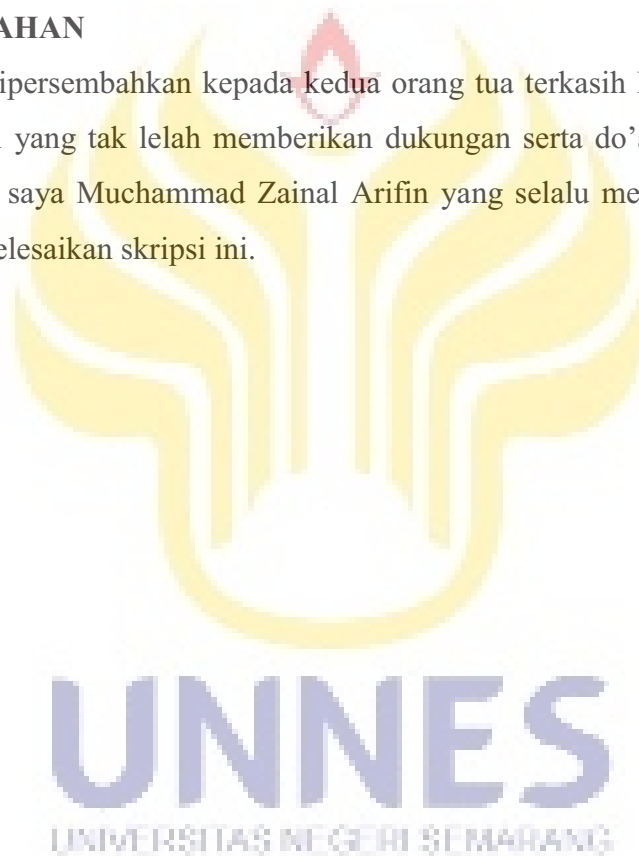 AHAN
ipersembahkan kepada kedua orang tua terkasih
yang tak lelah memberikan dukungan serta do’a
saya Muchammad Zainal Arifin yang selalu me
elesaikan skripsi ini.
UNNES
UNIVERSITAS NEGERI SEMARANG